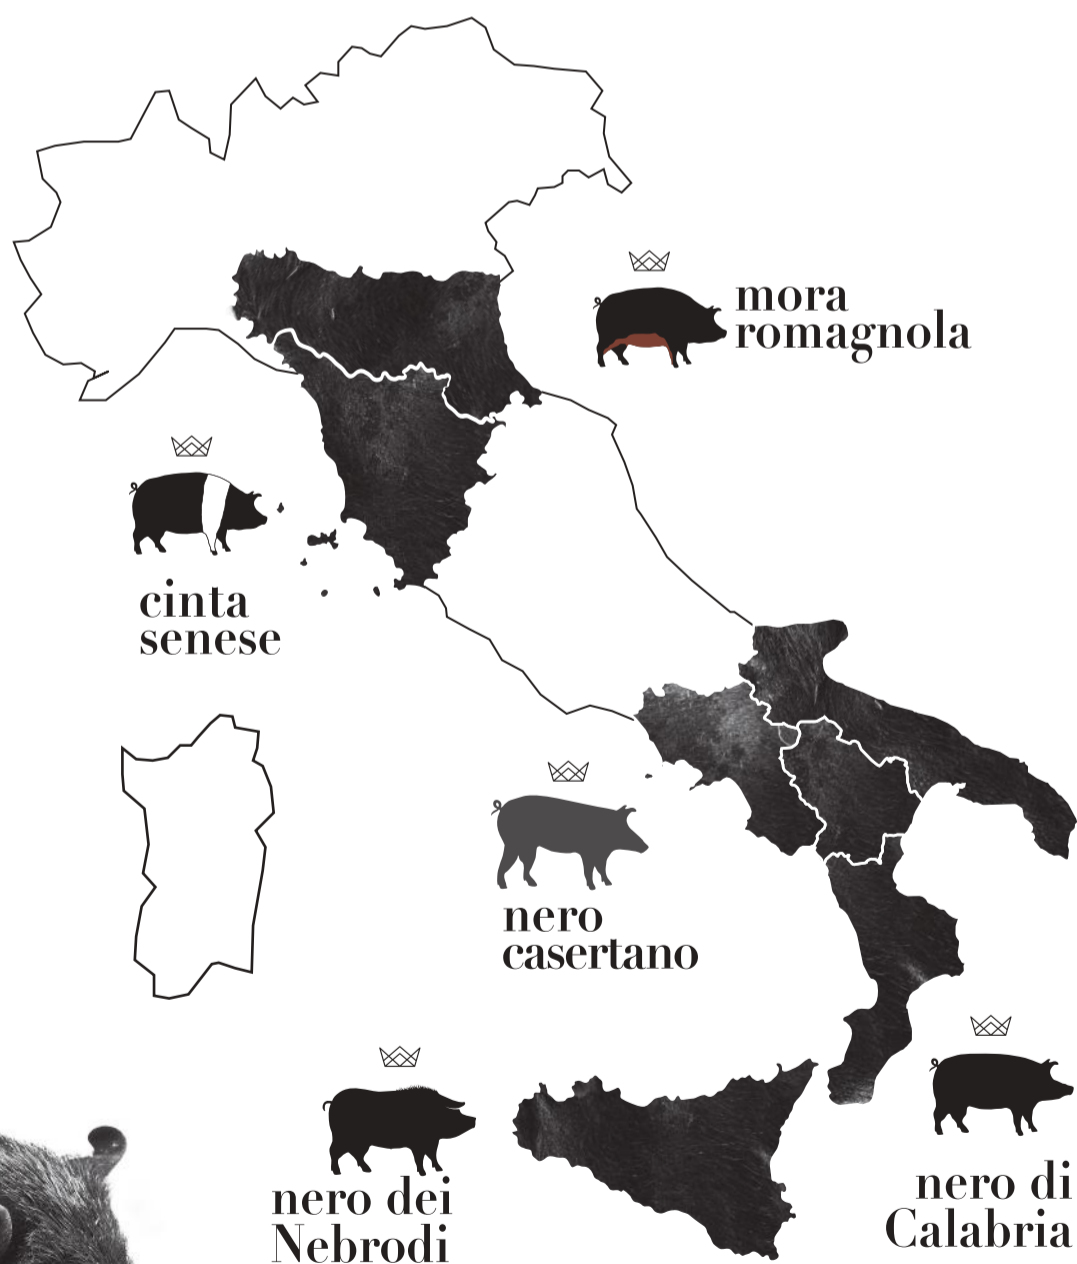 mora
romagnola
cinta
senese
nero
casertano
nero dei
Nebrodi
nero di
Calabria